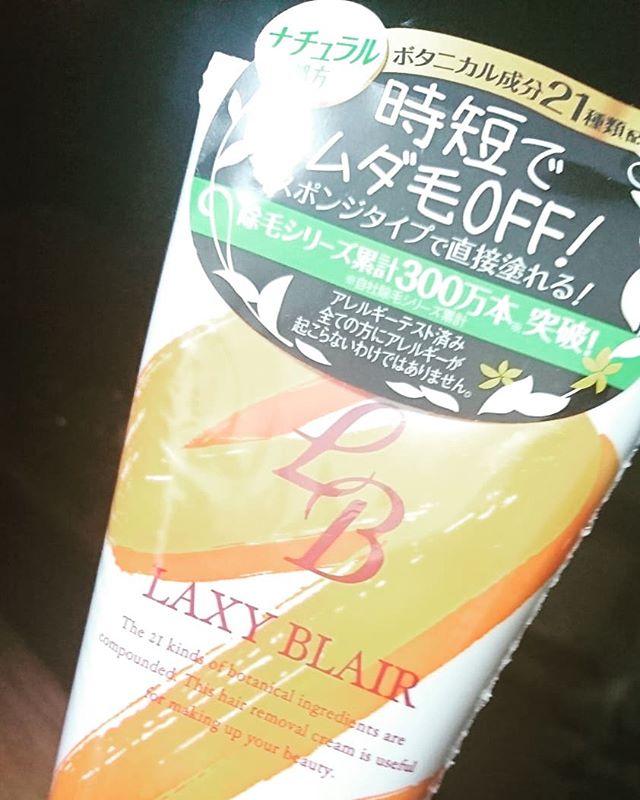 ナチュラル
処方
ボタニカル成分21種類配
時短で
ムダ毛OFF!
スポンジタイプで直接塗れる!
除毛シリーズ累計300万本※突破!
※自社除毛シリーズ累計
アレルギーテスト済み
全ての方にアレルギーが
起こらないわけではありません。
LB
LAXY BLAIR
The 21 kinds of botanical ingredients are
compounded. This hair removal cream is useful
for making up your beauty.